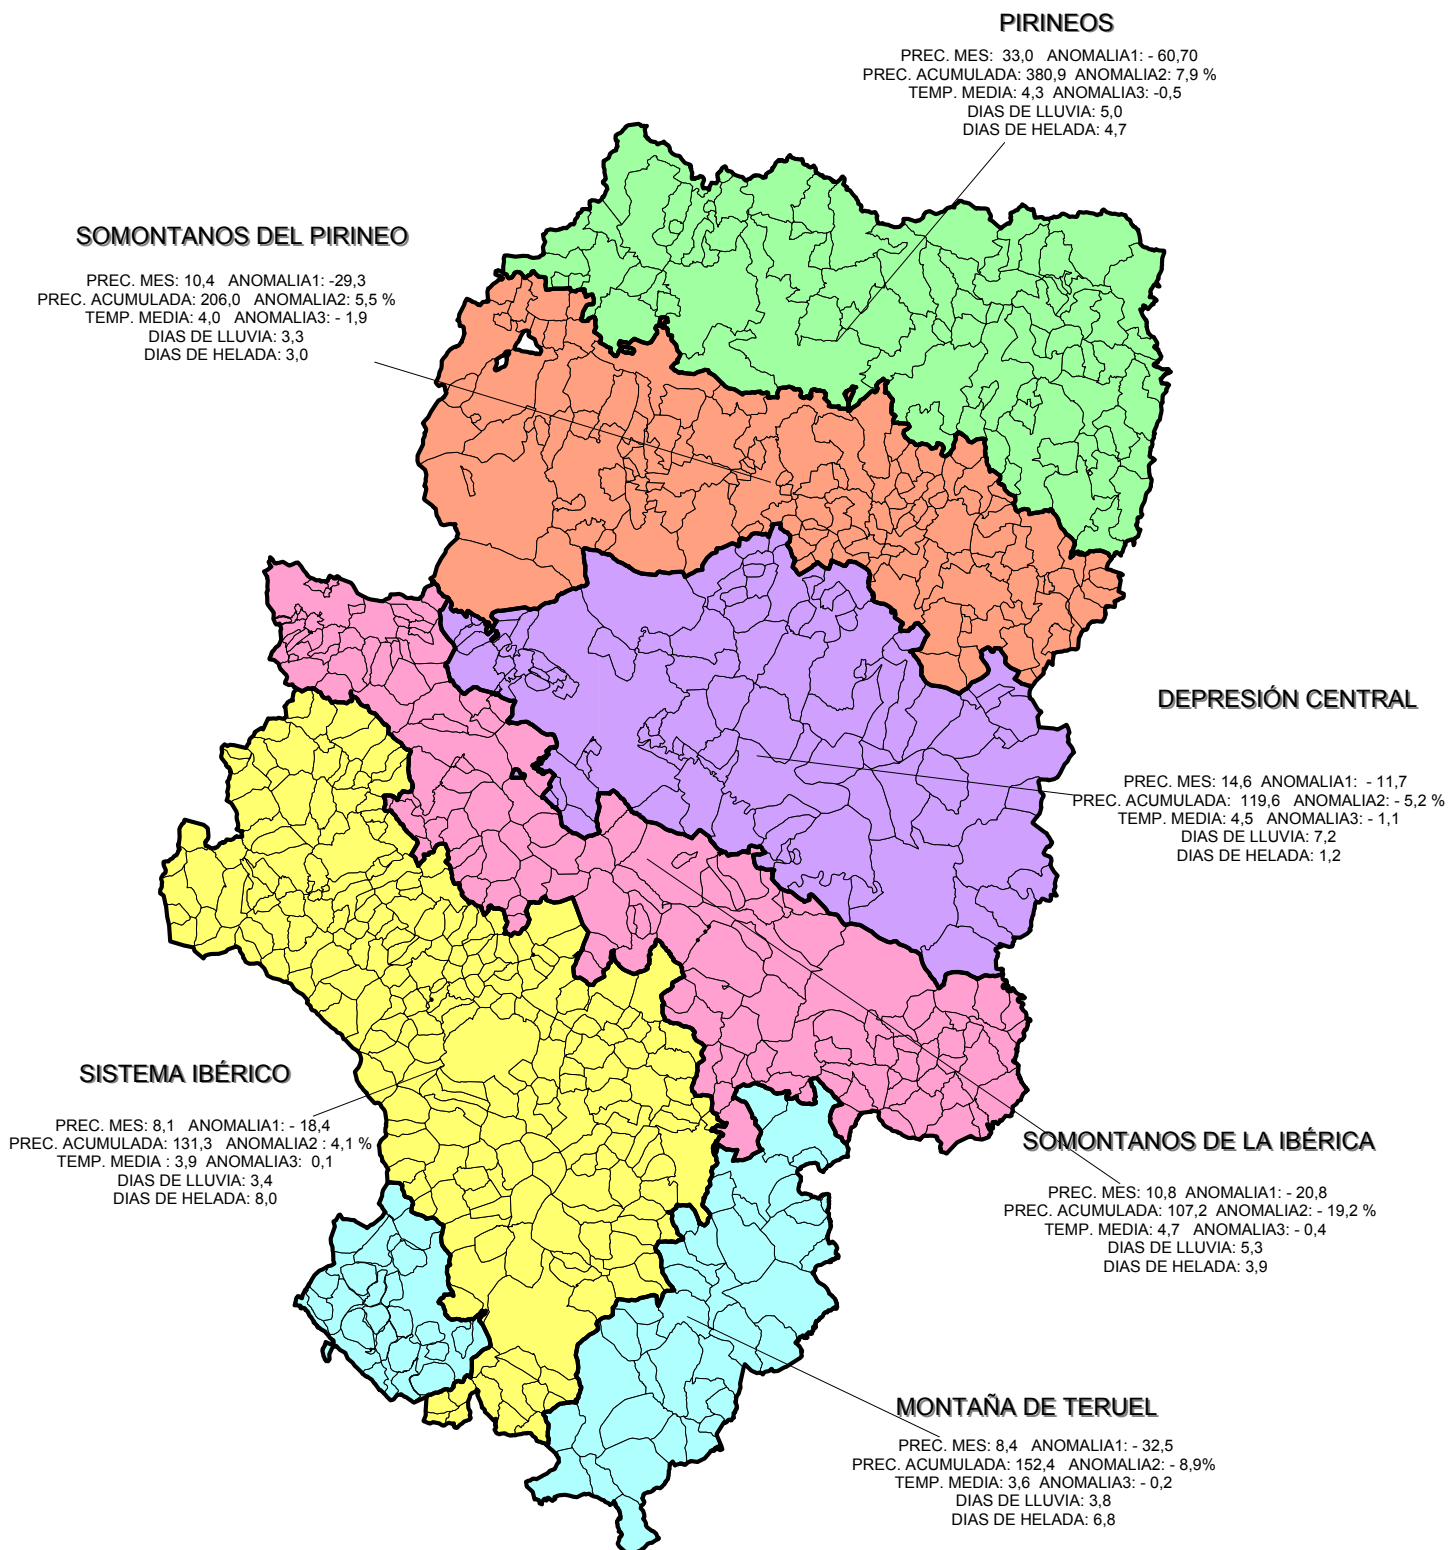 PIRINEOS
PREC. MES: 33,0 ANOMALIA1: - 60,70
PREC. ACUMULADA: 380,9 ANOMALIA2: 7,9 %
TEMP. MEDIA: 4,3 ANOMALIA3: -0,5
DIAS DE LLUVIA: 5,0
DIAS DE HELADA: 4,7
SOMONTANOS DEL PIRINEO
PREC. MES: 10,4 ANOMALIA1: -29,3
PREC. ACUMULADA: 206,0 ANOMALIA2: 5,5 %
TEMP. MEDIA: 4,0 ANOMALIA3: - 1,9
DIAS DE LLUVIA: 3,3
DIAS DE HELADA: 3,0
DEPRESIÓN CENTRAL
PREC. MES: 14,6 ANOMALIA1: - 11,7
PREC. ACUMULADA: 119,6 ANOMALIA2: - 5,2 %
TEMP. MEDIA: 4,5 ANOMALIA3: - 1,1
DIAS DE LLUVIA: 7,2
DIAS DE HELADA: 1,2
SISTEMA IBÉRICO
PREC. MES: 8,1 ANOMALIA1: - 18,4
PREC. ACUMULADA: 131,3 ANOMALIA2 : 4,1 %
TEMP. MEDIA : 3,9 ANOMALIA3: 0,1
DIAS DE LLUVIA: 3,4
DIAS DE HELADA: 8,0
SOMONTANOS DE LA IBÉRICA
PREC. MES: 10,8 ANOMALIA1: - 20,8
PREC. ACUMULADA: 107,2 ANOMALIA2: - 19,2 %
TEMP. MEDIA: 4,7 ANOMALIA3: - 0,4
DIAS DE LLUVIA: 5,3
DIAS DE HELADA: 3,9
MONTAÑA DE TERUEL
PREC. MES: 8,4 ANOMALIA1: - 32,5
PREC. ACUMULADA: 152,4 ANOMALIA2: - 8,9%
TEMP. MEDIA: 3,6 ANOMALIA3: - 0,2
DIAS DE LLUVIA: 3,8
DIAS DE HELADA: 6,8